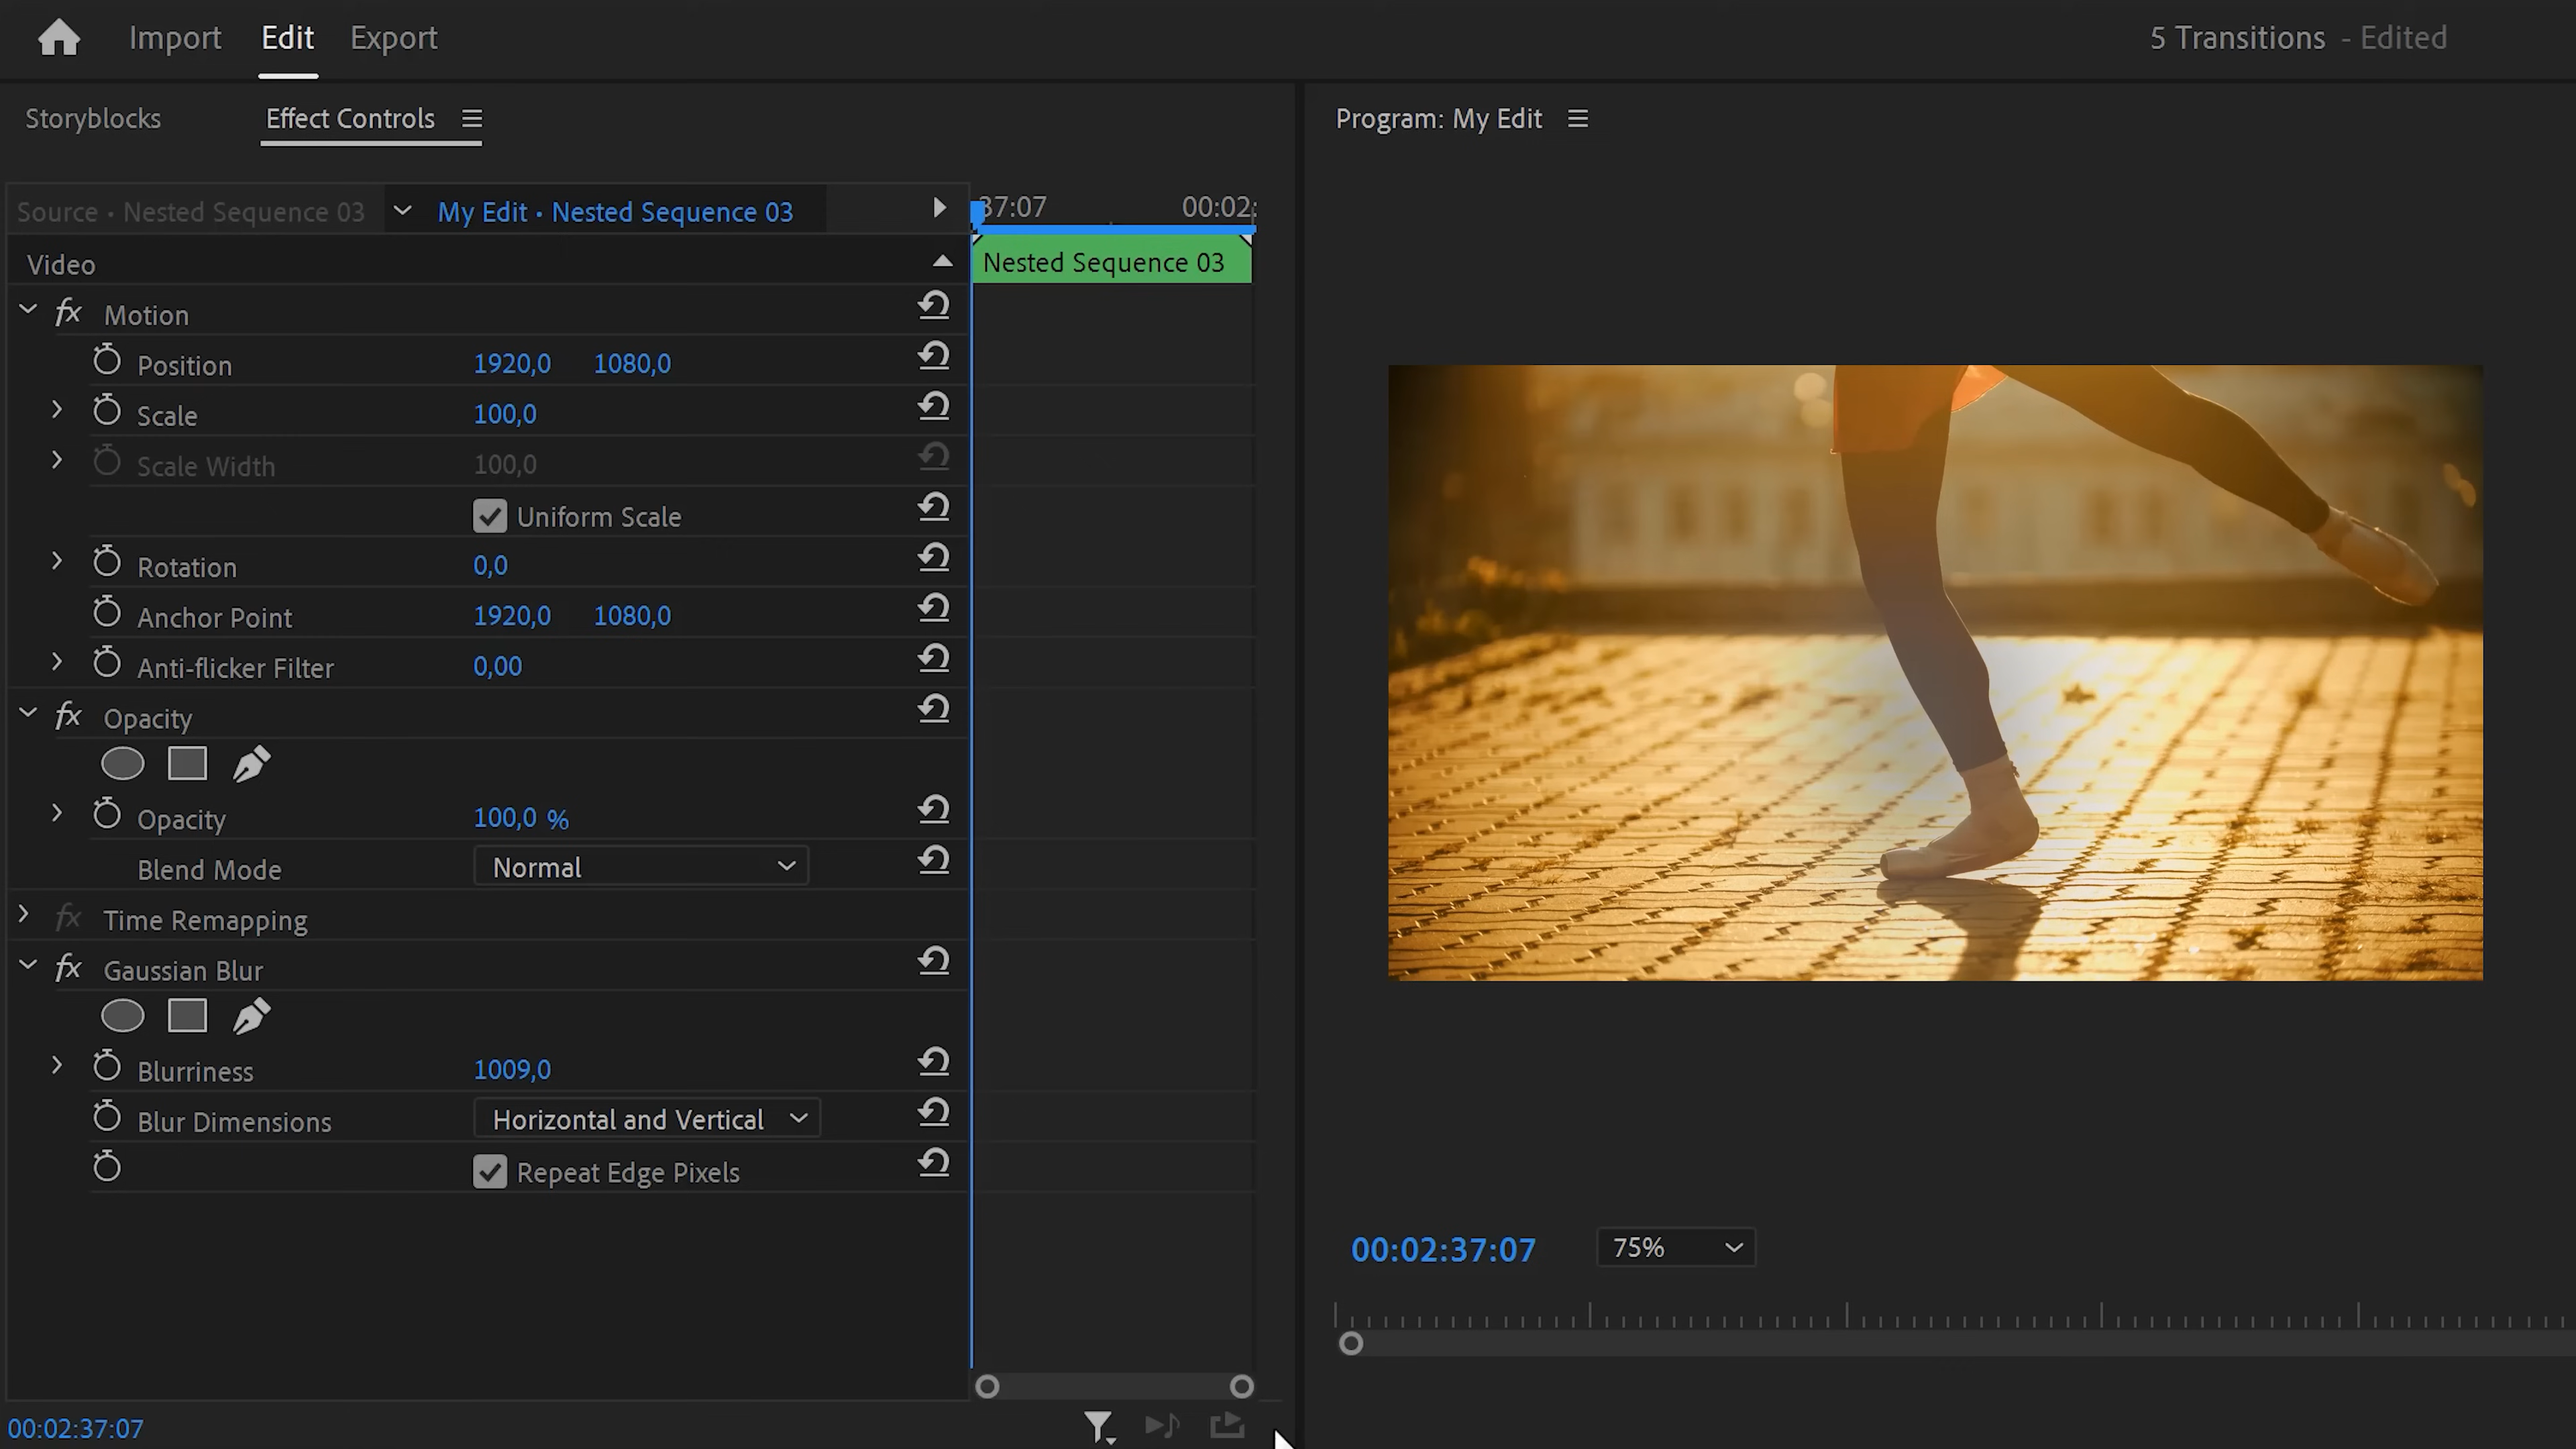 Import Edit Export
5 Transitions - Edited
Storyblocks Effect Controls
Program: My Edit
Source • Nested Sequence 03 My Edit • Nested Sequence 03
37:07 00:02:
Video
Nested Sequence 03
fx Motion
Position 1920,0 1080,0
Scale 100,0
Scale Width 100,0
Uniform Scale
Rotation 0,0
Anchor Point 1920,0 1080,0
Anti-flicker Filter 0,00
fx Opacity
Opacity 100,0 %
Blend Mode Normal
fx Time Remapping
fx Gaussian Blur
Blurriness 1009,0
Blur Dimensions Horizontal and Vertical
Repeat Edge Pixels
00:02:37:07 75%
00:02:37:07